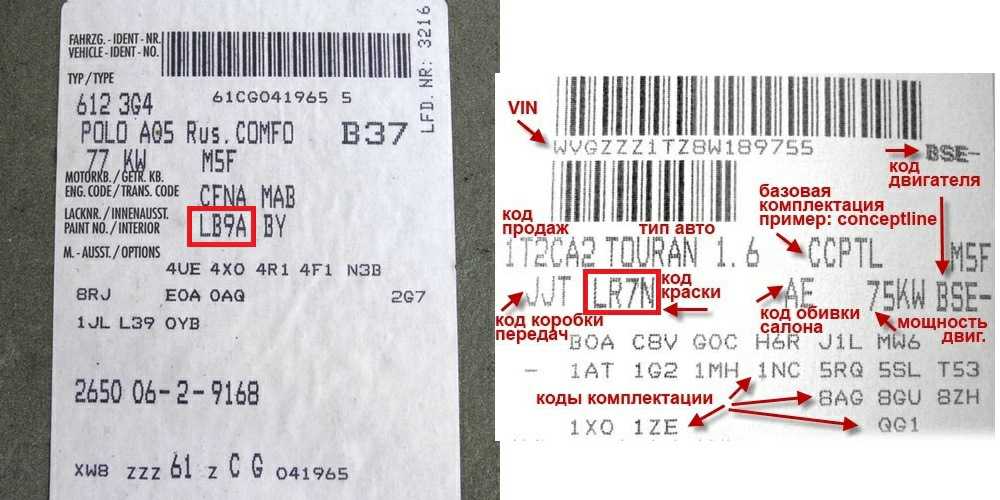 FAHRZG. - IDENT - NR.
VEHICLE - IDENT - NO.
TYP / TYPE
61CG041965 5
612 3G4
POLO AQ5 Rus. COMFO B37
77 KW M5F
MOTORKB. / GETR. KB.
ENG. CODE / TRANS. CODE
CFNA MAB
LACKNR. / INNENAUSST.
PAINT NO. / INTERIOR
LB9A BY
M. - AUSST. / OPTIONS
4UE 4X0 4R1 4F1 N3B
8RJ E0A 0AQ 2G7
1JL L39 0YB
2650 06-2-9168
XW8 ZZZ 61 Z C G 041965
LFD. NR: 3216
VIN
WVGZZZ1TZ8W189755
BSE-
код
двигателя
код
продаж
тип авто
базовая
комплектация
пример: conceptline
1T2CA2 TOURAN 1.6 CCPTL M5F
JJT LR7N
код
краски
AE 75KW BSE-
код коробки
передач
код обивки
салона
мощность
двиг.
B0A C8V G0C H6R J1L MW6
- 1AT 1G2 1MH 1NC 5RQ 5SL T53
коды комплектации
8AG 8GU 8ZH
1X0 1ZE QG1